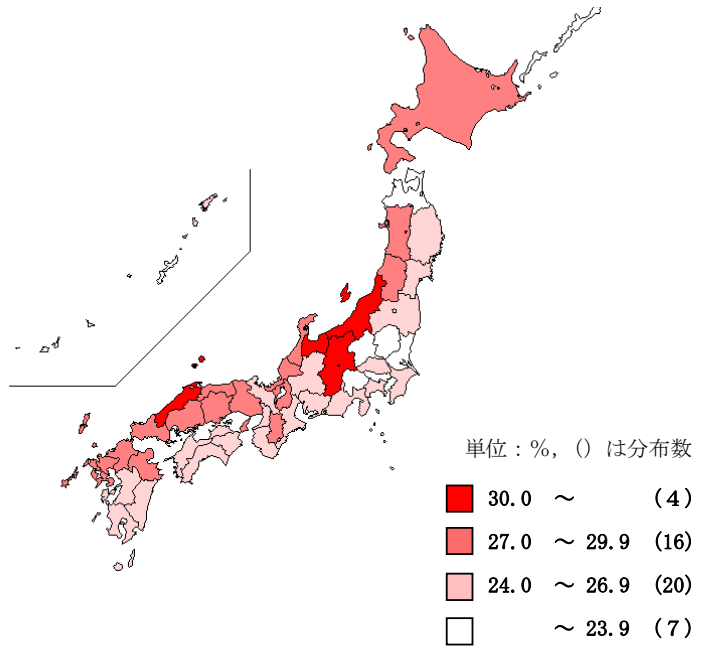 単位：％，（）は分布数
30.0 ～ （4）
27.0 ～ 29.9 （16）
24.0 ～ 26.9 （20）
～ 23.9 （7）